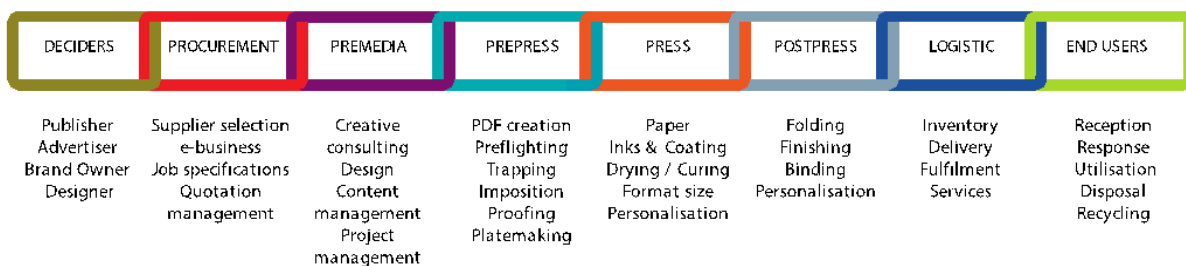 DECIDERS
PROCUREMENT
PREMEDIA
PREPRESS
PRESS
POSTPRESS
LOGISTIC
END USERS
Publisher
Advertiser
Brand Owner
Designer
Supplier selection
e-business
Job specifications
Quotation
management
Creative
consulting
Design
Content
management
Project
management
PDF creation
Preflighting
Trapping
Imposition
Proofing
Platemaking
Paper
Inks & Coating
Drying / Curing
Format size
Personalisation
Folding
Finishing
Binding
Personalisation
Inventory
Delivery
Fulfilment
Services
Reception
Response
Utilisation
Disposal
Recycling